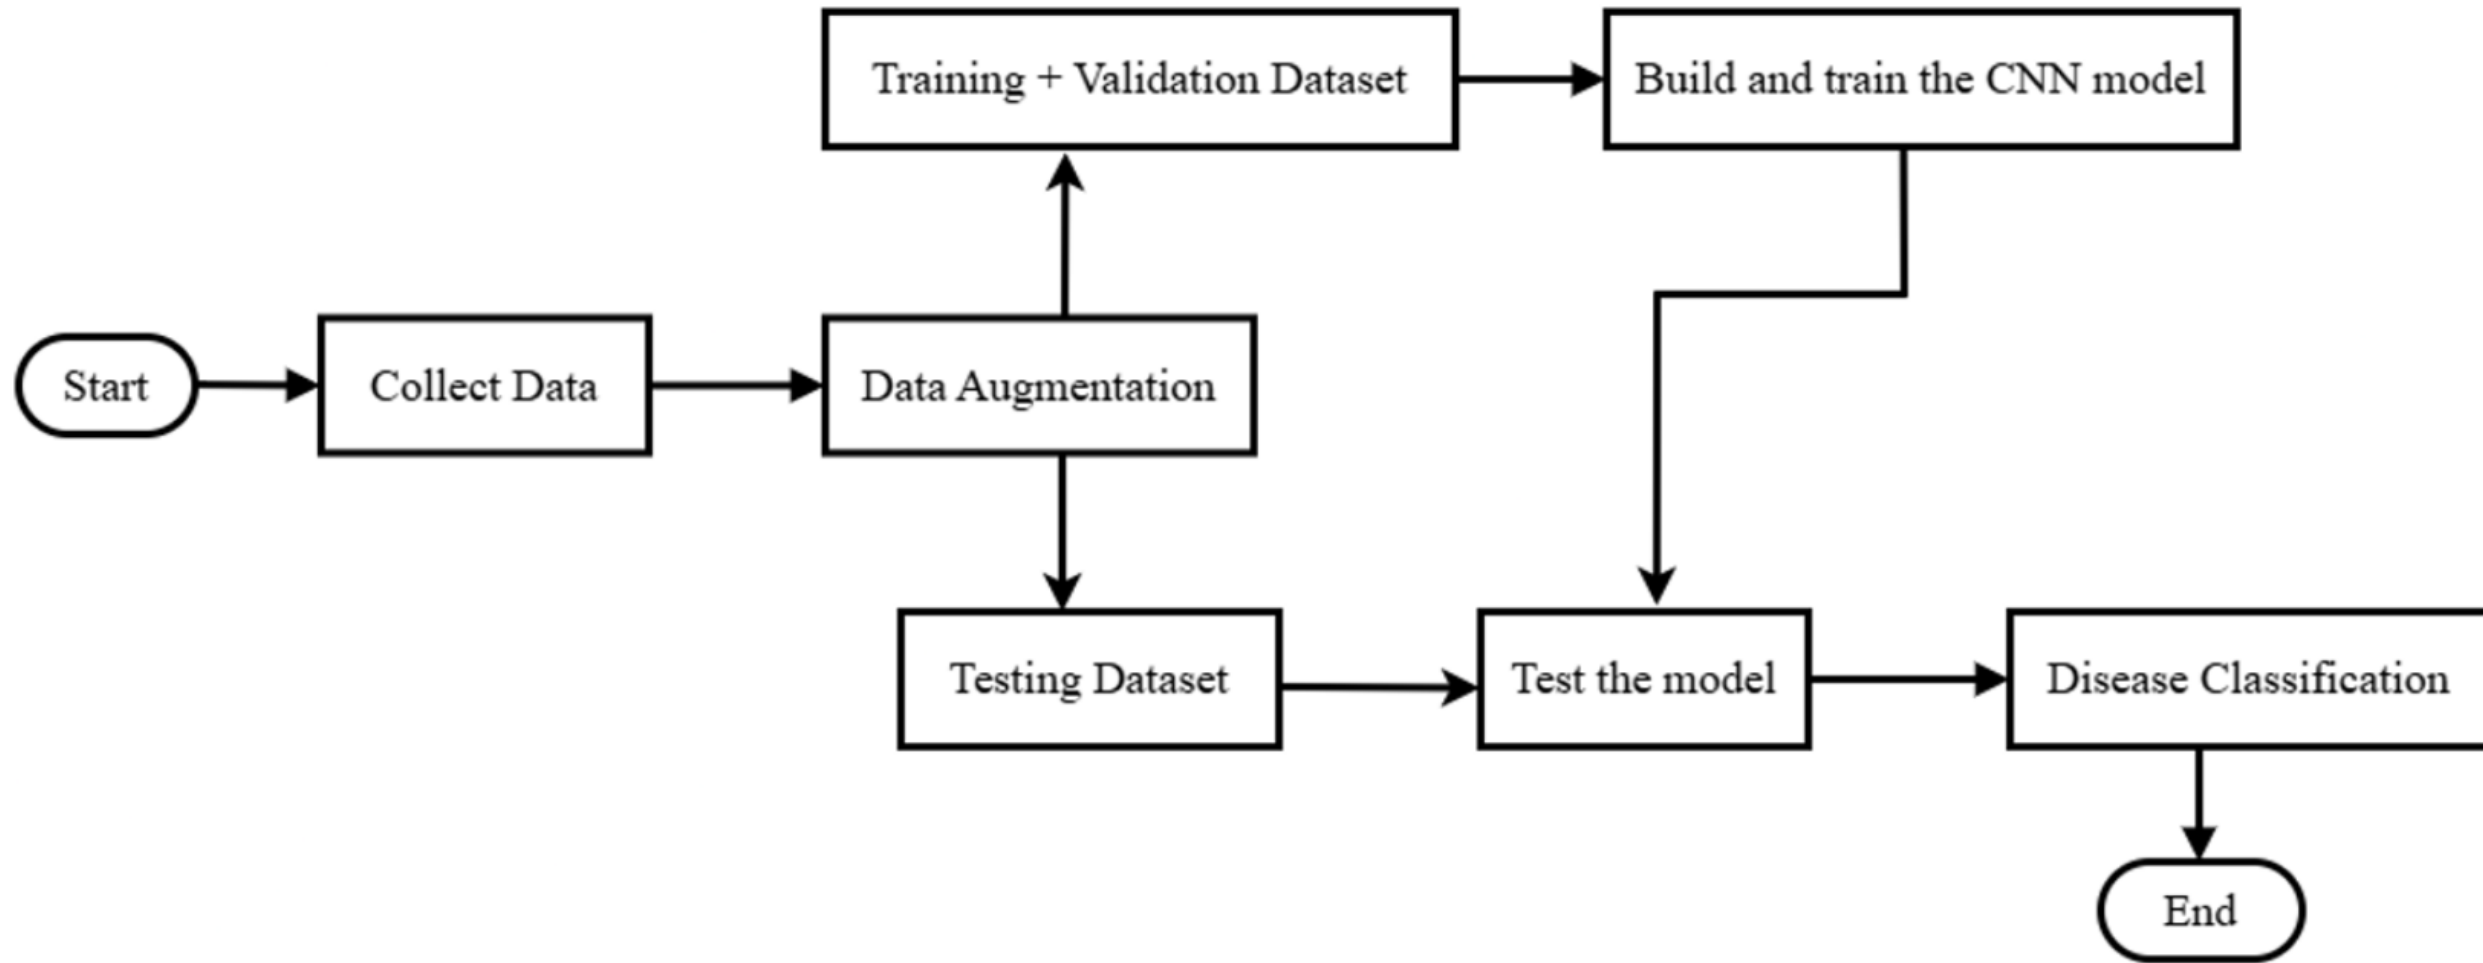 Training + Validation Dataset
Build and train the CNN model
Start
Collect Data
Data Augmentation
Testing Dataset
Test the model
Disease Classification
End